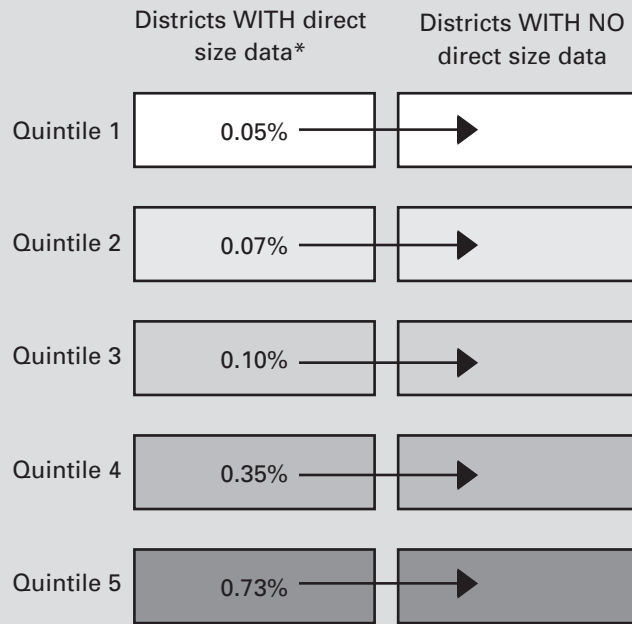 Districts WITH direct
size data*
Districts WITH NO
direct size data
Quintile 1
0.05%
Quintile 2
0.07%
Quintile 3
0.10%
Quintile 4
0.35%
Quintile 5
0.73%